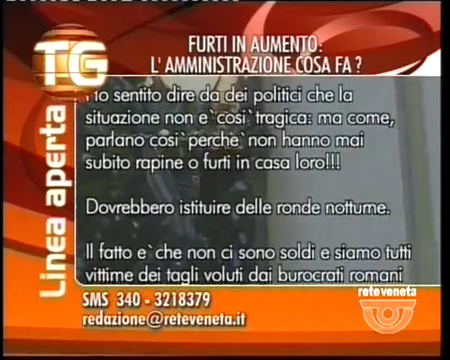 TG
Linea aperta
FURTI IN AUMENTO:
L' AMMINISTRAZIONE COSA FA ?
Ho sentito dire da dei politici che la
situazione non e`cosi`tragica: ma come,
parlano cosi`perche` non hanno mai
subito rapine o furti in casa loro!!!
Dovrebbero istituire delle ronde notturne.
Il fatto e`che non ci sono soldi e siamo tutti
vittime dei tagli voluti dai burocrati romani
SMS 340 - 3218379
redazione@reteveneta.it
reteveneta